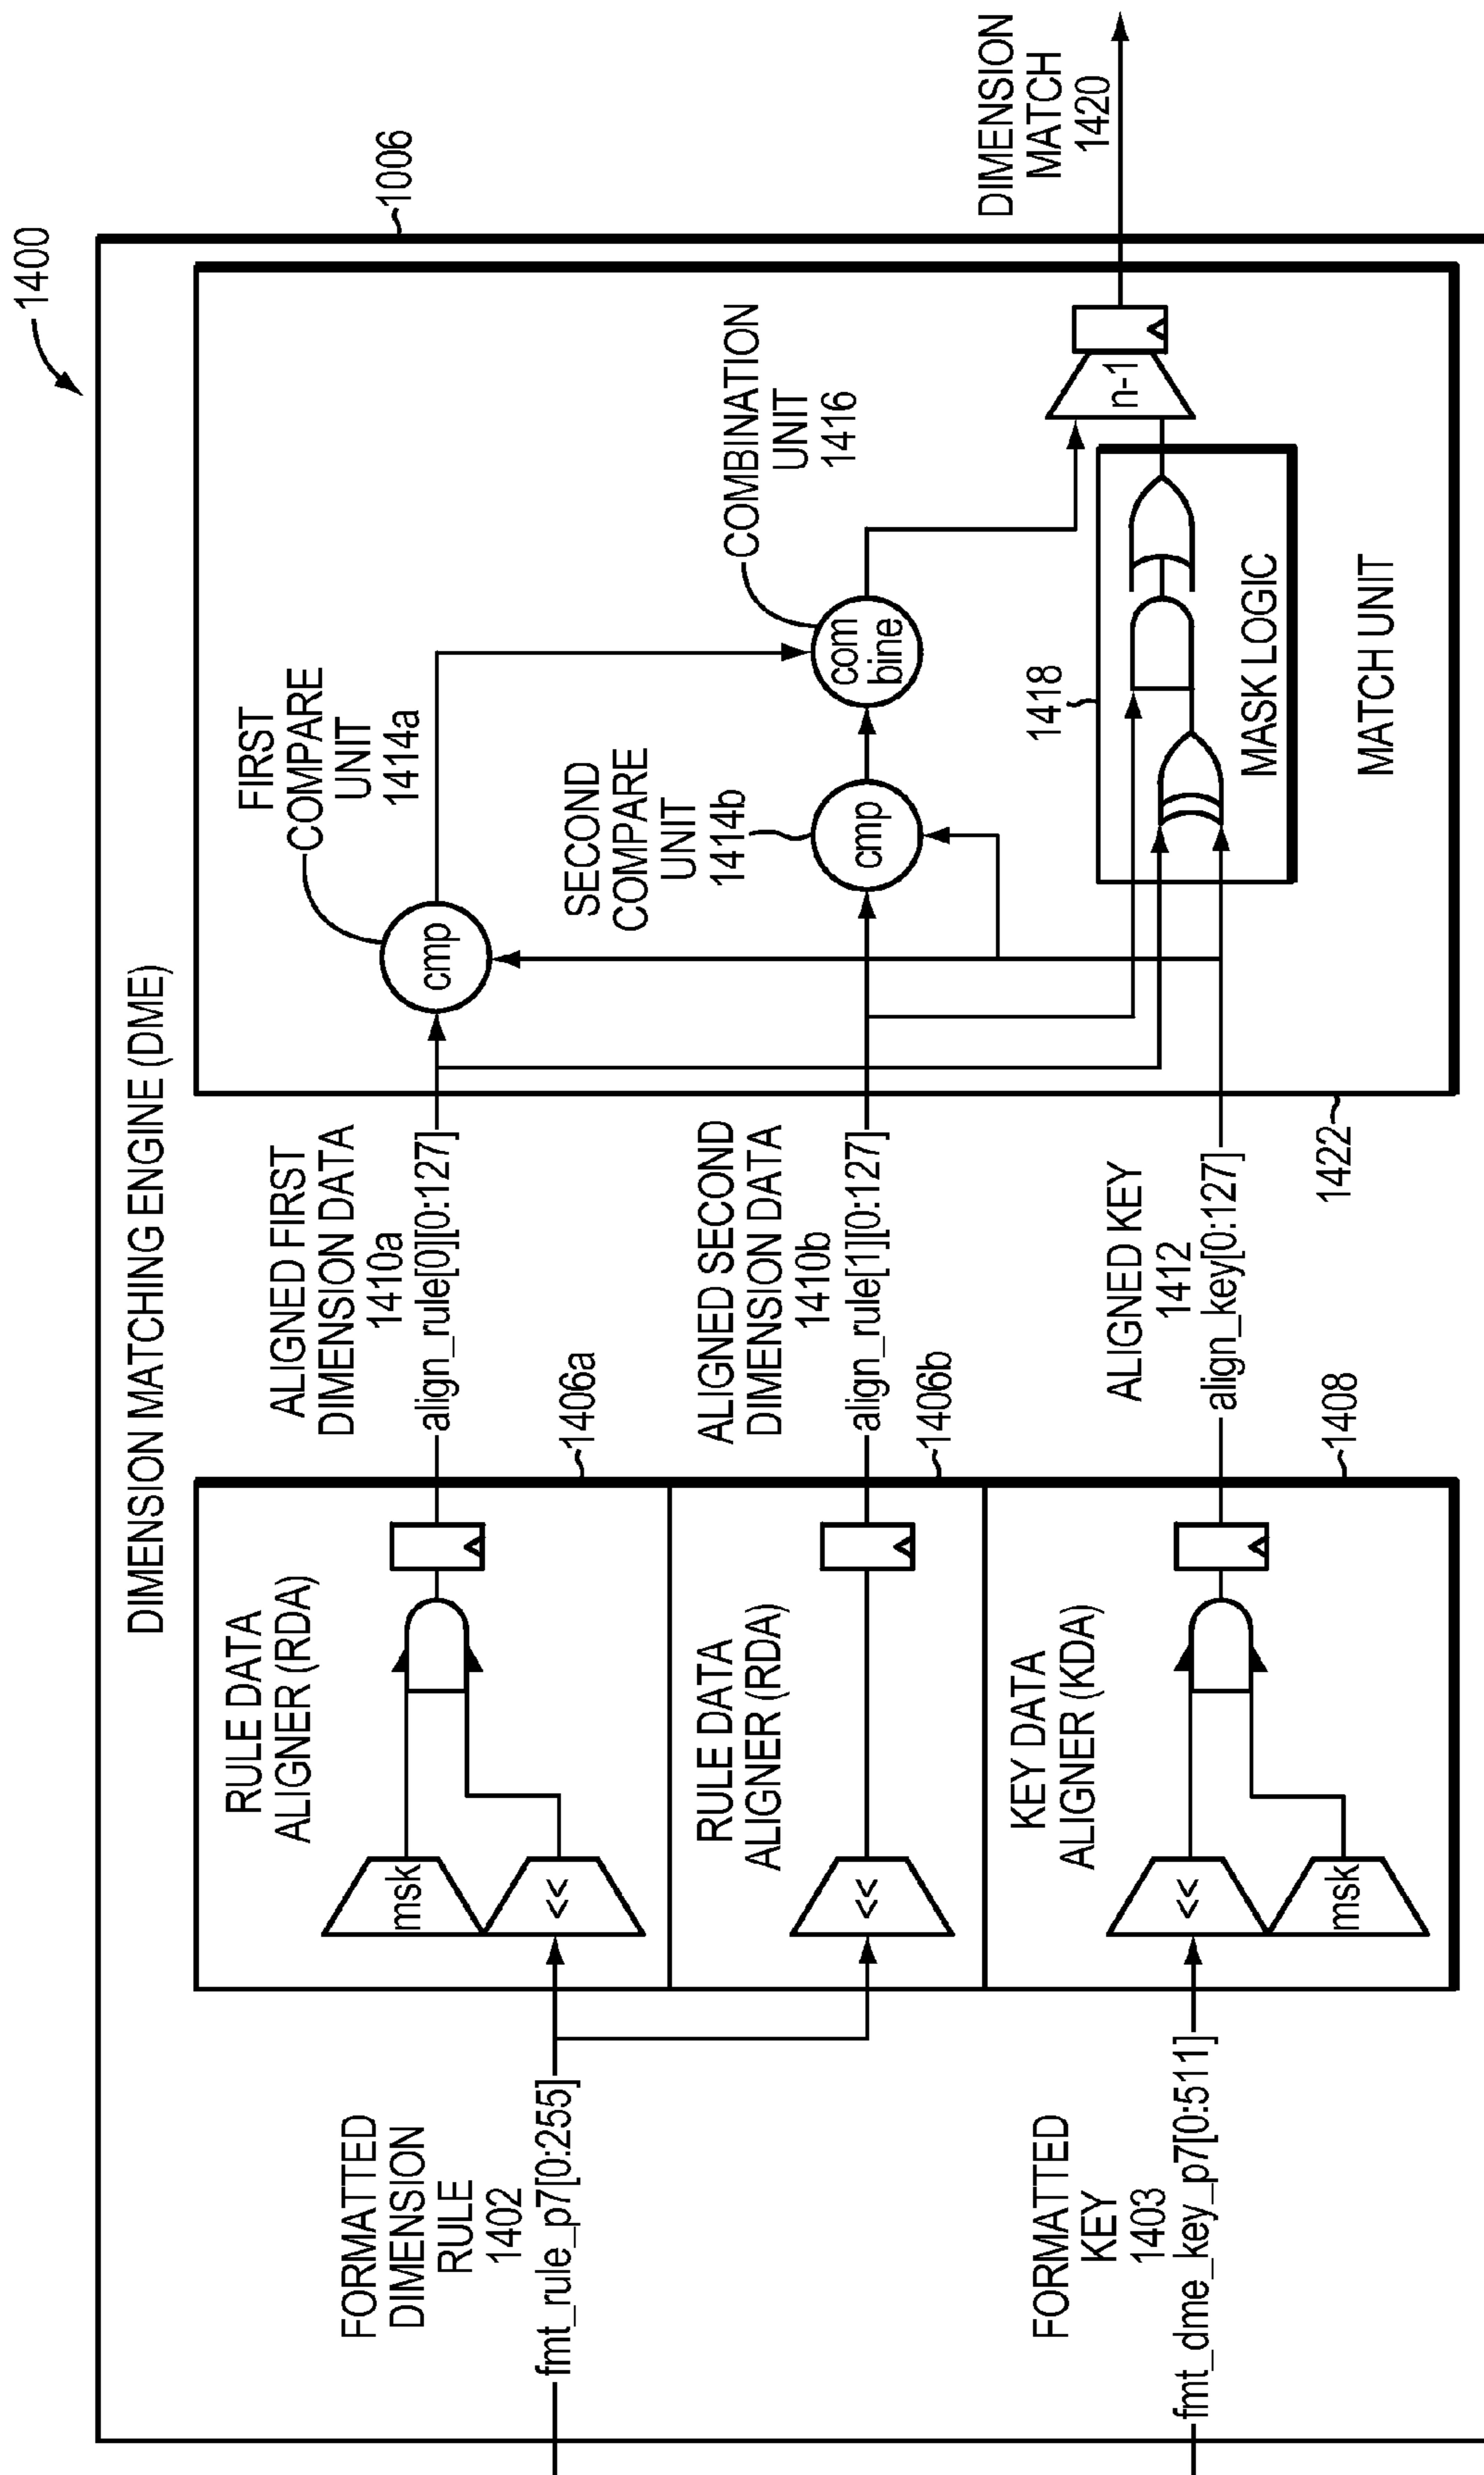 1400
DIMENSION MATCHING ENGINE (DME)
1006
FORMATTED
DIMENSION
RULE
1402
fmt_rule_p7[0:255]
FORMATTED
KEY
1403
fmt_dme_key_p7[0:511]
RULE DATA
ALIGNER (RDA)
msk
<<
1406a
RULE DATA
ALIGNER (RDA)
<<
1406b
KEY DATA
ALIGNER (KDA)
<<
msk
1408
ALIGNED FIRST
DIMENSION DATA
1410a
align_rule[0][0:127]
ALIGNED SECOND
DIMENSION DATA
1410b
align_rule[1][0:127]
ALIGNED KEY
1412
align_key[0:127]
1422
FIRST
COMPARE
UNIT
1414a
cmp
SECOND
COMPARE
UNIT
1414b
cmp
COMBINATION
UNIT
1416
com
bine
1418
MASK LOGIC
MATCH UNIT
n-1
DIMENSION
MATCH
1420